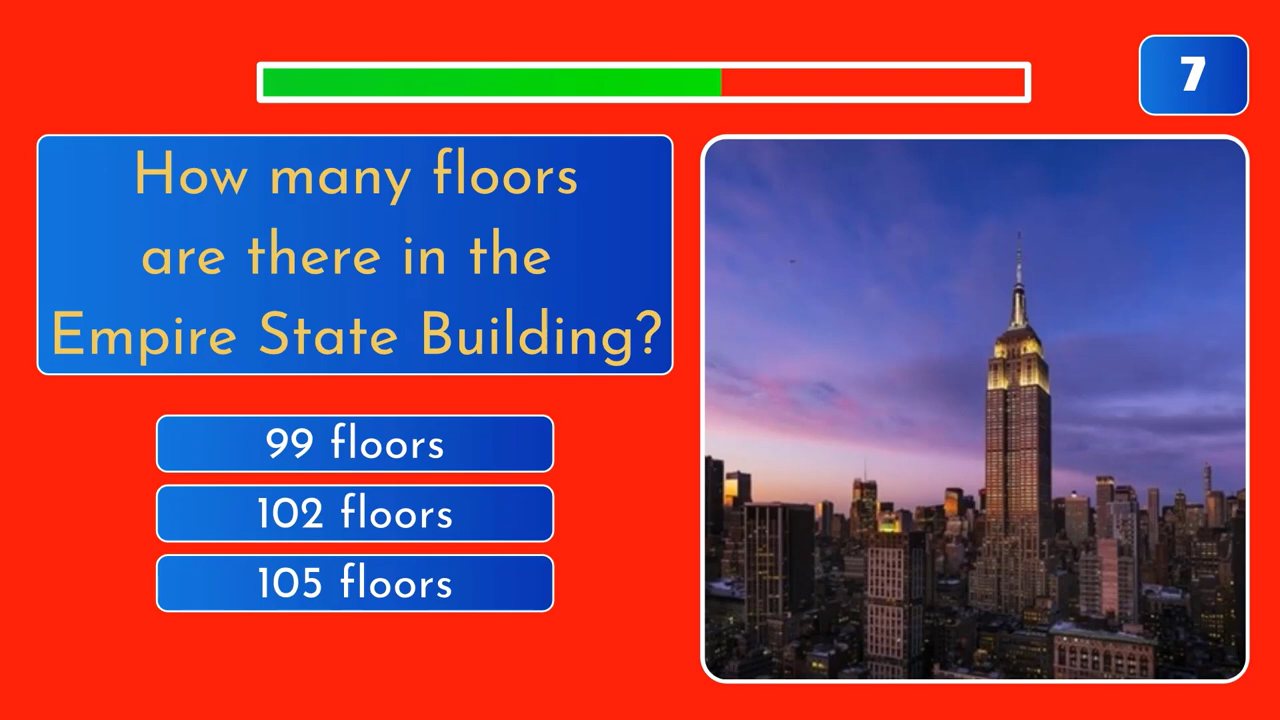 7
How many floors
are there in the
Empire State Building?
99 floors
102 floors
105 floors